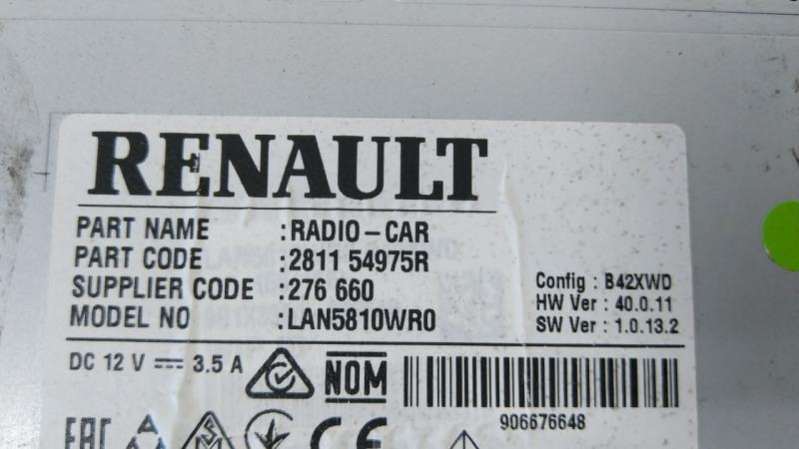 RENAULT
PART NAME :RADIO-CAR
PART CODE :2811 54975R
SUPPLIER CODE :276 660
MODEL NO :LAN5810WR0
Config : B42XWD
HW Ver : 40.0.11
SW Ver : 1.0.13.2
DC 12 V ⎓ 3.5 A
NOM
906676648
EAC
CE